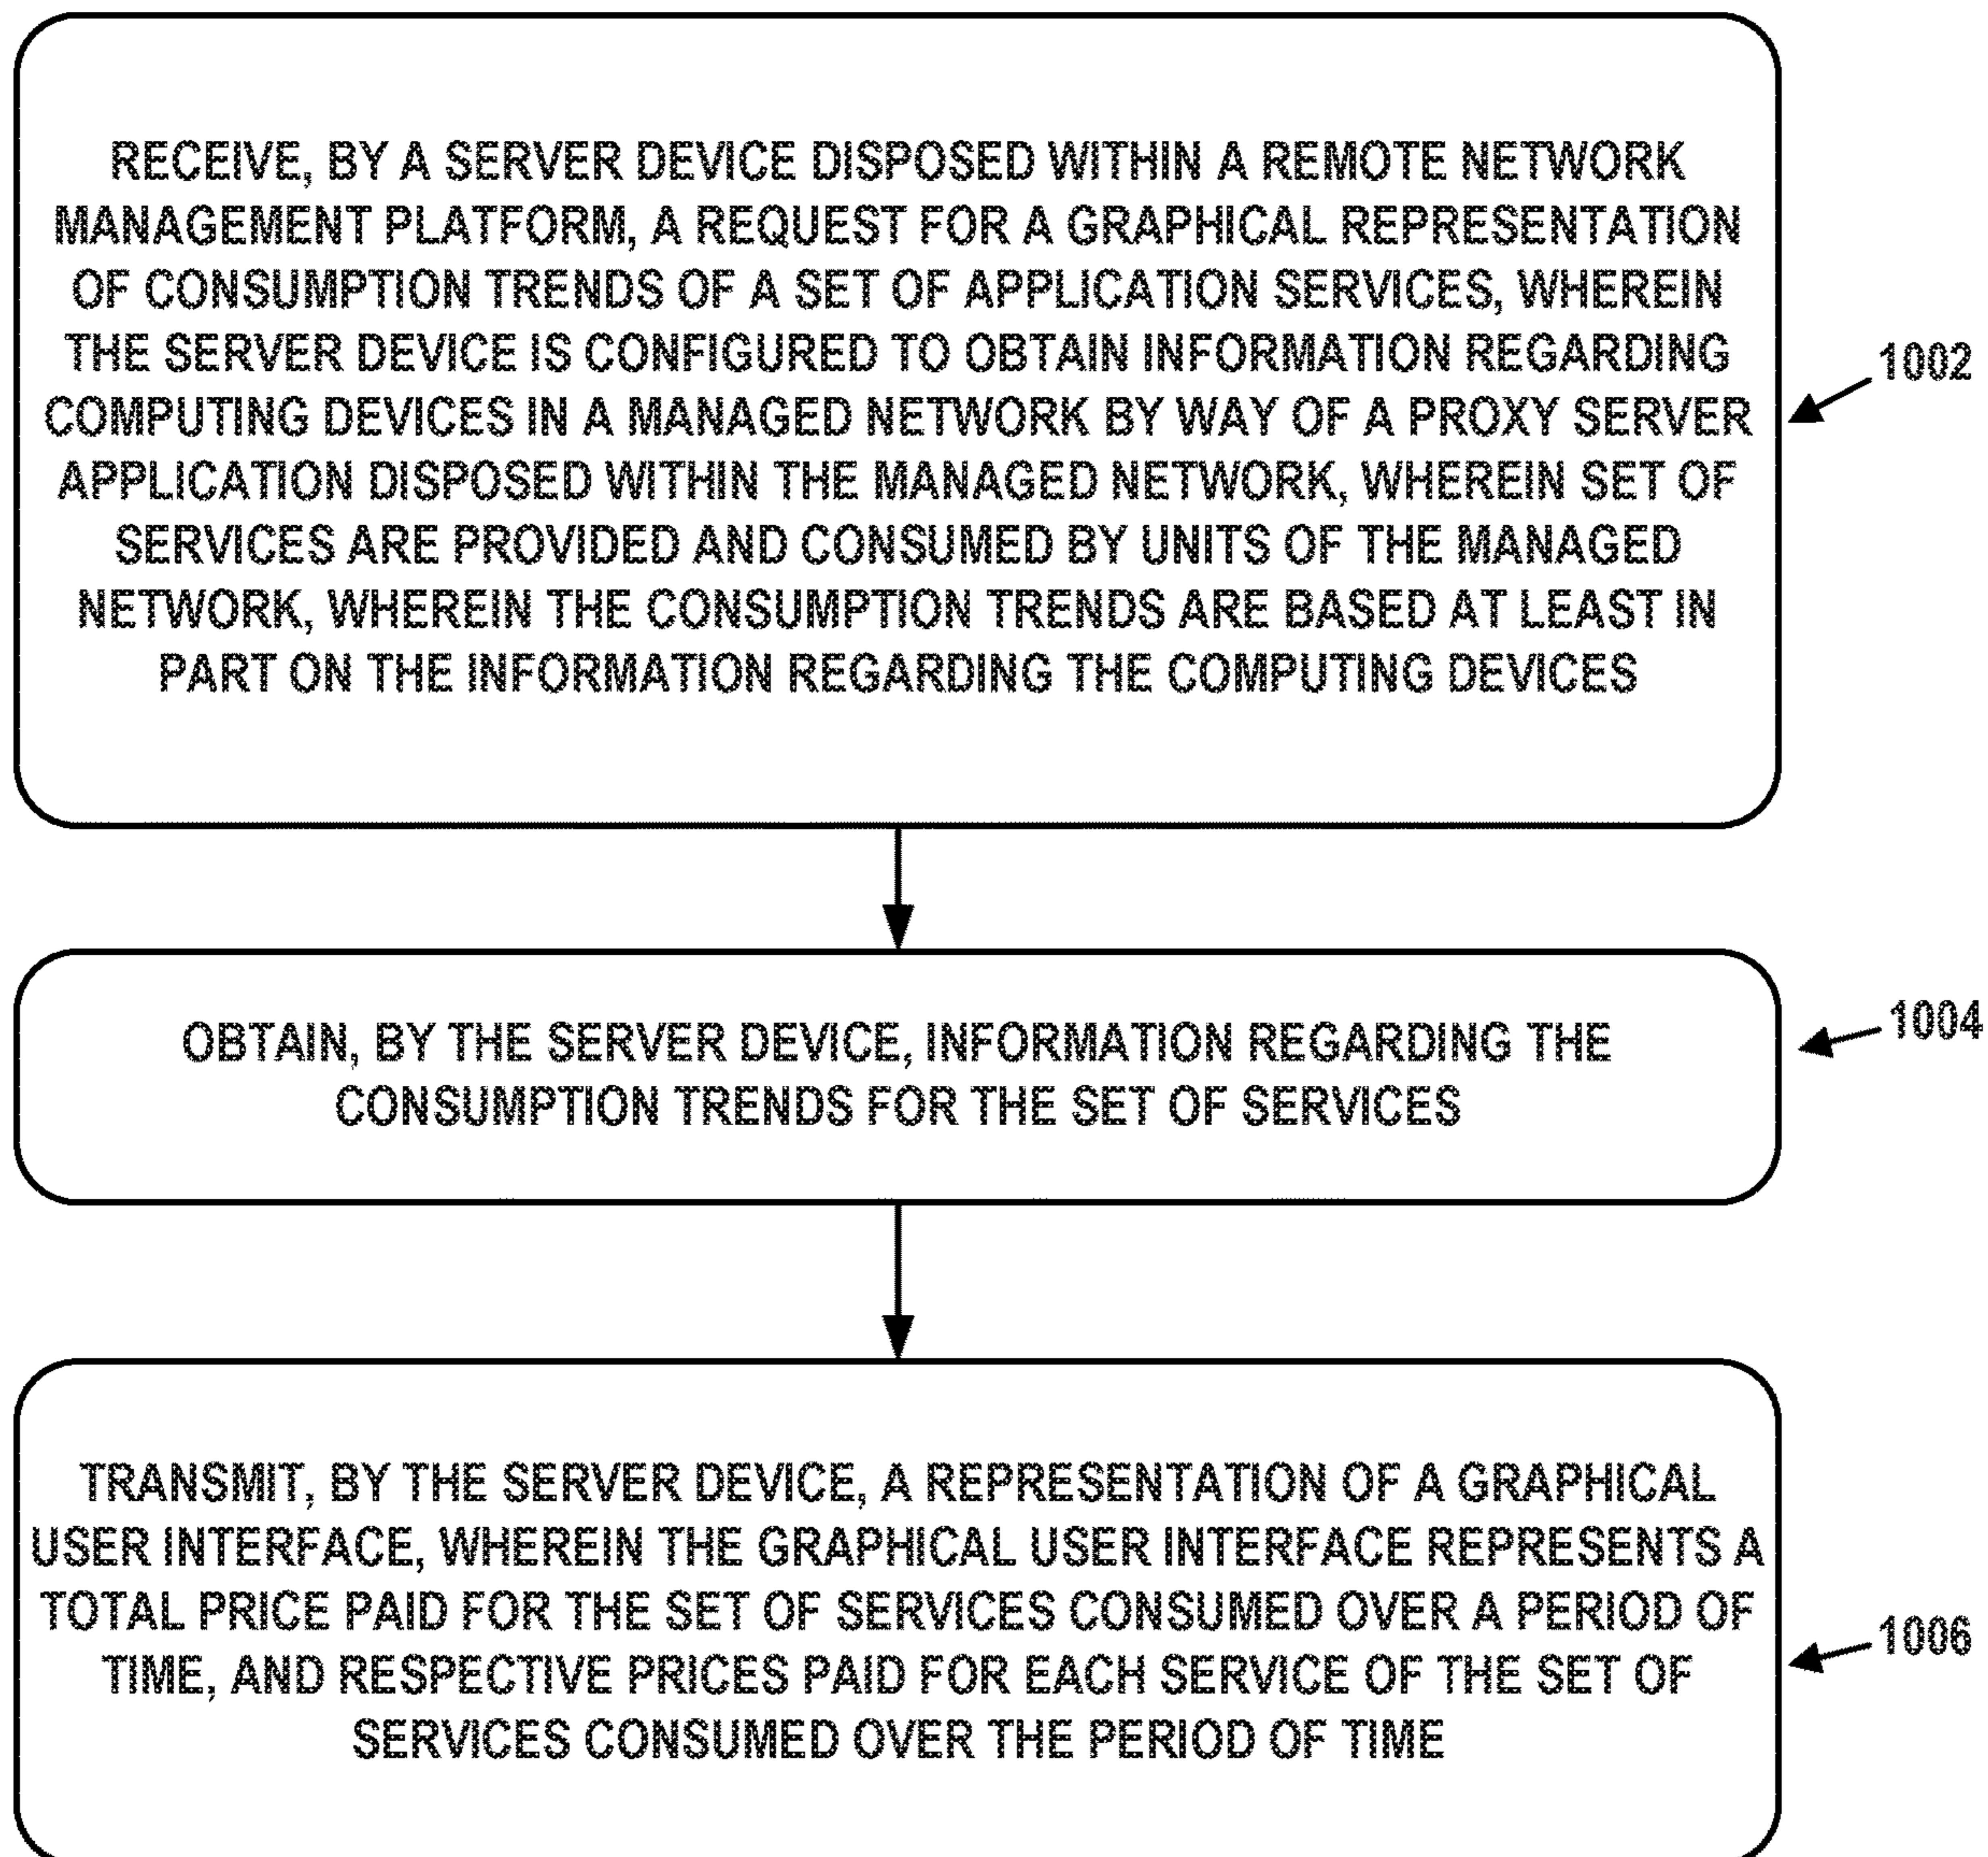 RECEIVE, BY A SERVER DEVICE DISPOSED WITHIN A REMOTE NETWORK
MANAGEMENT PLATFORM, A REQUEST FOR A GRAPHICAL REPRESENTATION
OF CONSUMPTION TRENDS OF A SET OF APPLICATION SERVICES, WHEREIN
THE SERVER DEVICE IS CONFIGURED TO OBTAIN INFORMATION REGARDING
COMPUTING DEVICES IN A MANAGED NETWORK BY WAY OF A PROXY SERVER
APPLICATION DISPOSED WITHIN THE MANAGED NETWORK, WHEREIN SET OF
SERVICES ARE PROVIDED AND CONSUMED BY UNITS OF THE MANAGED
NETWORK, WHEREIN THE CONSUMPTION TRENDS ARE BASED AT LEAST IN
PART ON THE INFORMATION REGARDING THE COMPUTING DEVICES
1002
OBTAIN, BY THE SERVER DEVICE, INFORMATION REGARDING THE
CONSUMPTION TRENDS FOR THE SET OF SERVICES
1004
TRANSMIT, BY THE SERVER DEVICE, A REPRESENTATION OF A GRAPHICAL
USER INTERFACE, WHEREIN THE GRAPHICAL USER INTERFACE REPRESENTS A
TOTAL PRICE PAID FOR THE SET OF SERVICES CONSUMED OVER A PERIOD OF
TIME, AND RESPECTIVE PRICES PAID FOR EACH SERVICE OF THE SET OF
SERVICES CONSUMED OVER THE PERIOD OF TIME
1006